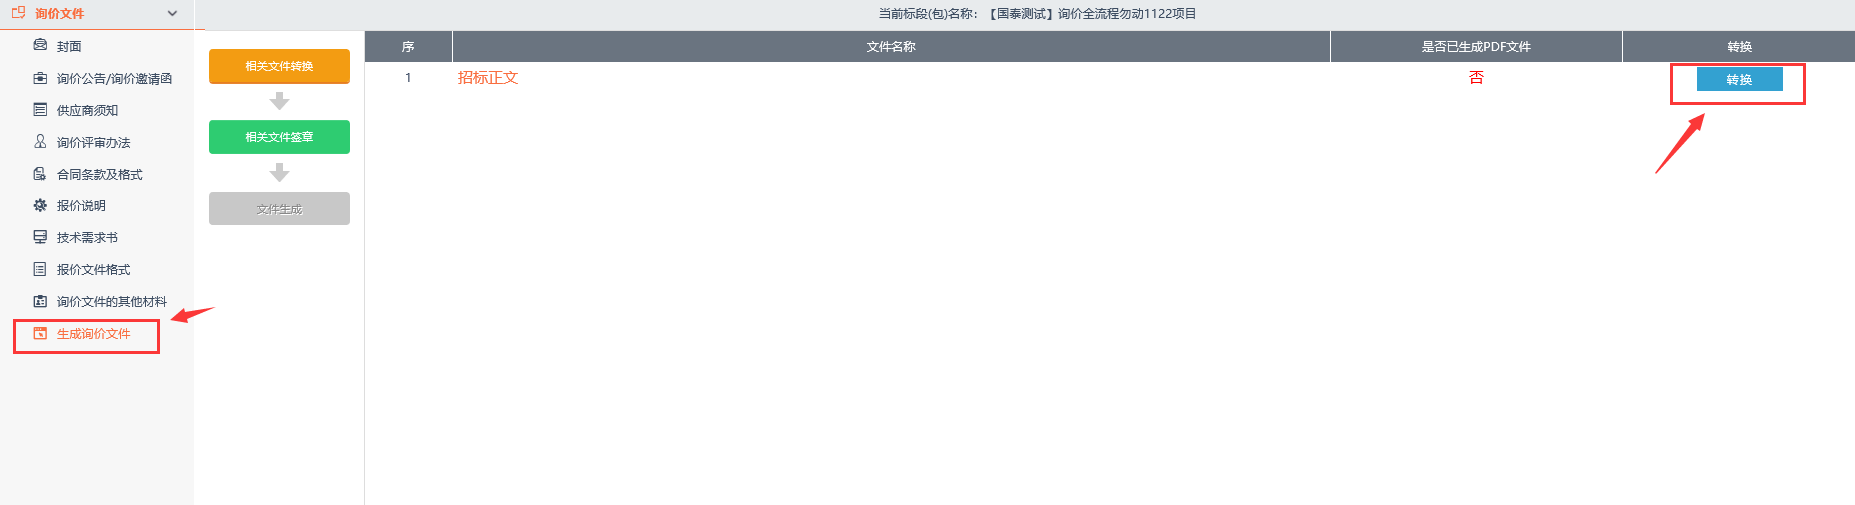 询价文件
当前标段(包)名称：【国泰测试】询价全流程勿动1122项目
封面
询价公告/询价邀请函
供应商须知
询价评审办法
合同条款及格式
报价说明
技术需求书
报价文件格式
询价文件的其他材料
生成询价文件
相关文件转换
相关文件签章
文件生成
序 文件名称 是否已生成PDF文件 转换
1 招标正文 否 转换